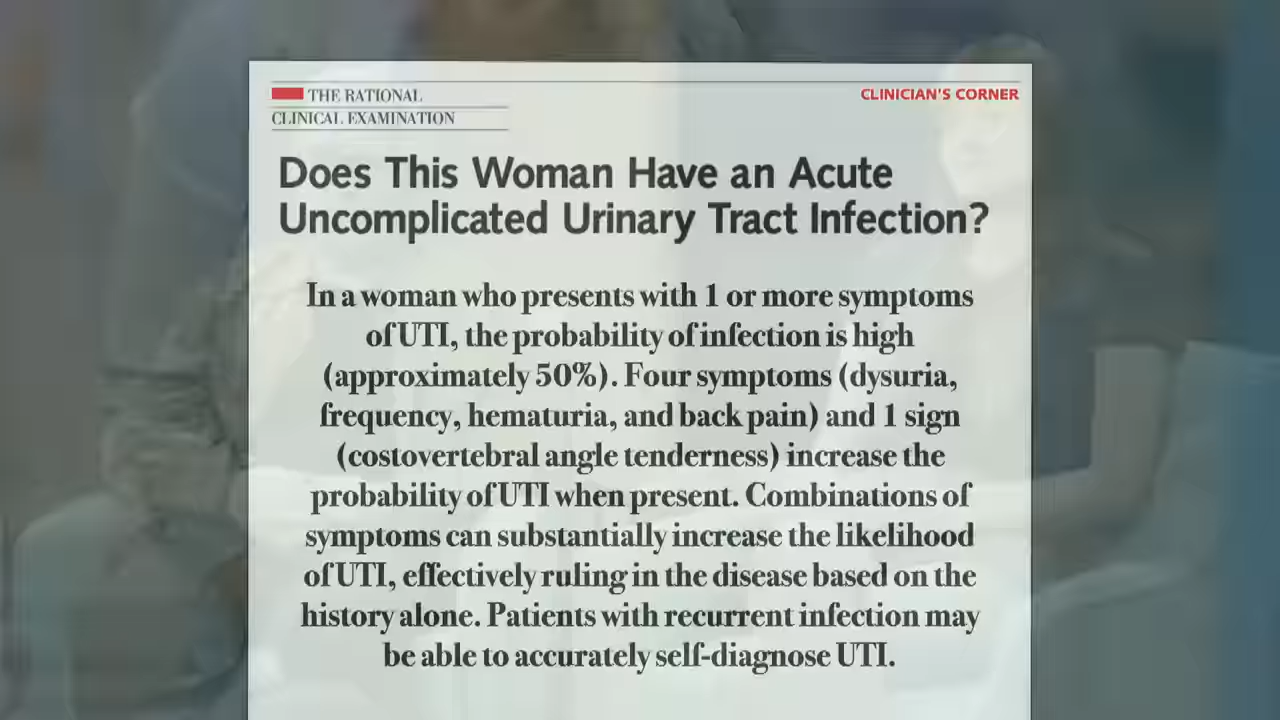 THE RATIONAL
CLINICAL EXAMINATION
CLINICIAN'S CORNER
Does This Woman Have an Acute
Uncomplicated Urinary Tract Infection?
In a woman who presents with 1 or more symptoms
of UTI, the probability of infection is high
(approximately 50%). Four symptoms (dysuria,
frequency, hematuria, and back pain) and 1 sign
(costovertebral angle tenderness) increase the
probability of UTI when present. Combinations of
symptoms can substantially increase the likelihood
of UTI, effectively ruling in the disease based on the
history alone. Patients with recurrent infection may
be able to accurately self-diagnose UTI.